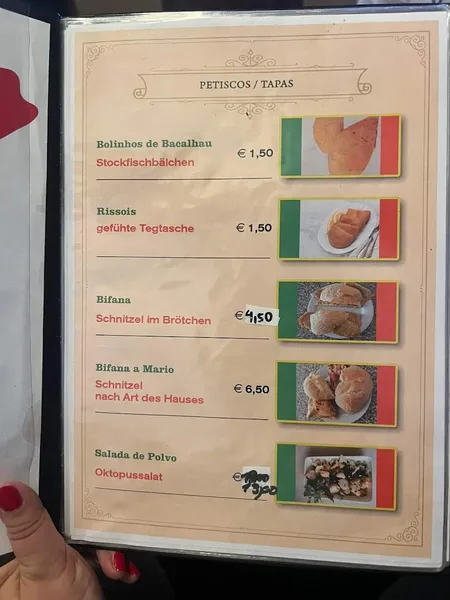 PETISCOS / TAPAS
Bolinhos de Bacalhau
Stockfischbälchen
€ 1,50
Rissois
gefühte Tegtasche
€ 1,50
Bifana
Schnitzel im Brötchen
€ 4,50
Bifana a Mario
Schnitzel
nach Art des Hauses
€ 6,50
Salada de Polvo
Oktopussalat
€